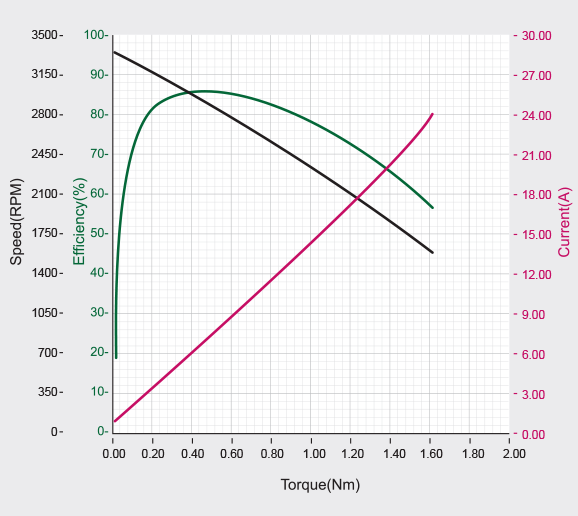 3500- 100- - 30.00
3150- 90- - 27.00
2800- 80- - 24.00
2450- 70- - 21.00
2100- 60- - 18.00
1750- 50- - 15.00
1400- 40- - 12.00
1050- 30- - 9.00
700- 20- - 6.00
350- 10- - 3.00
0- 0- - 0.00
Speed(RPM)
Efficiency(%)
Current(A)
0.00 0.20 0.40 0.60 0.80 1.00 1.20 1.40 1.60 1.80 2.00
Torque(Nm)